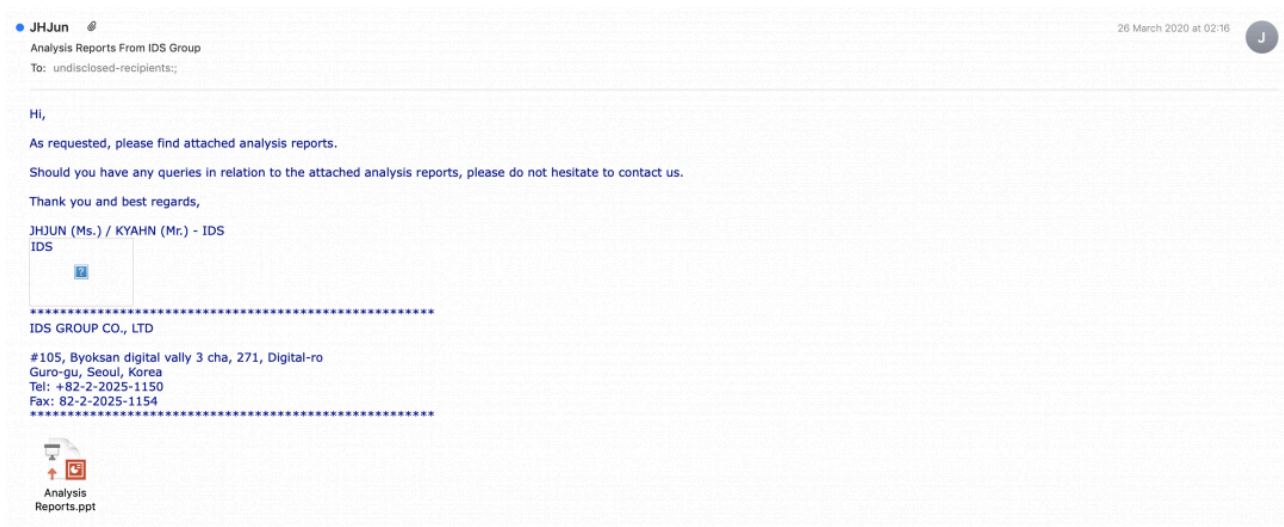 JHJun
26 March 2020 at 02:16
J
Analysis Reports From IDS Group
To: undisclosed-recipients:;
Hi,
As requested, please find attached analysis reports.
Should you have any queries in relation to the attached analysis reports, please do not hesitate to contact us.
Thank you and best regards,
JHJUN (Ms.) / KYAHN (Mr.) - IDS
IDS
?
******************************************************
IDS GROUP CO., LTD
#105, Byoksan digital vally 3 cha, 271, Digital-ro
Guro-gu, Seoul, Korea
Tel: +82-2-2025-1150
Fax: 82-2-2025-1154
******************************************************
Analysis
Reports.ppt